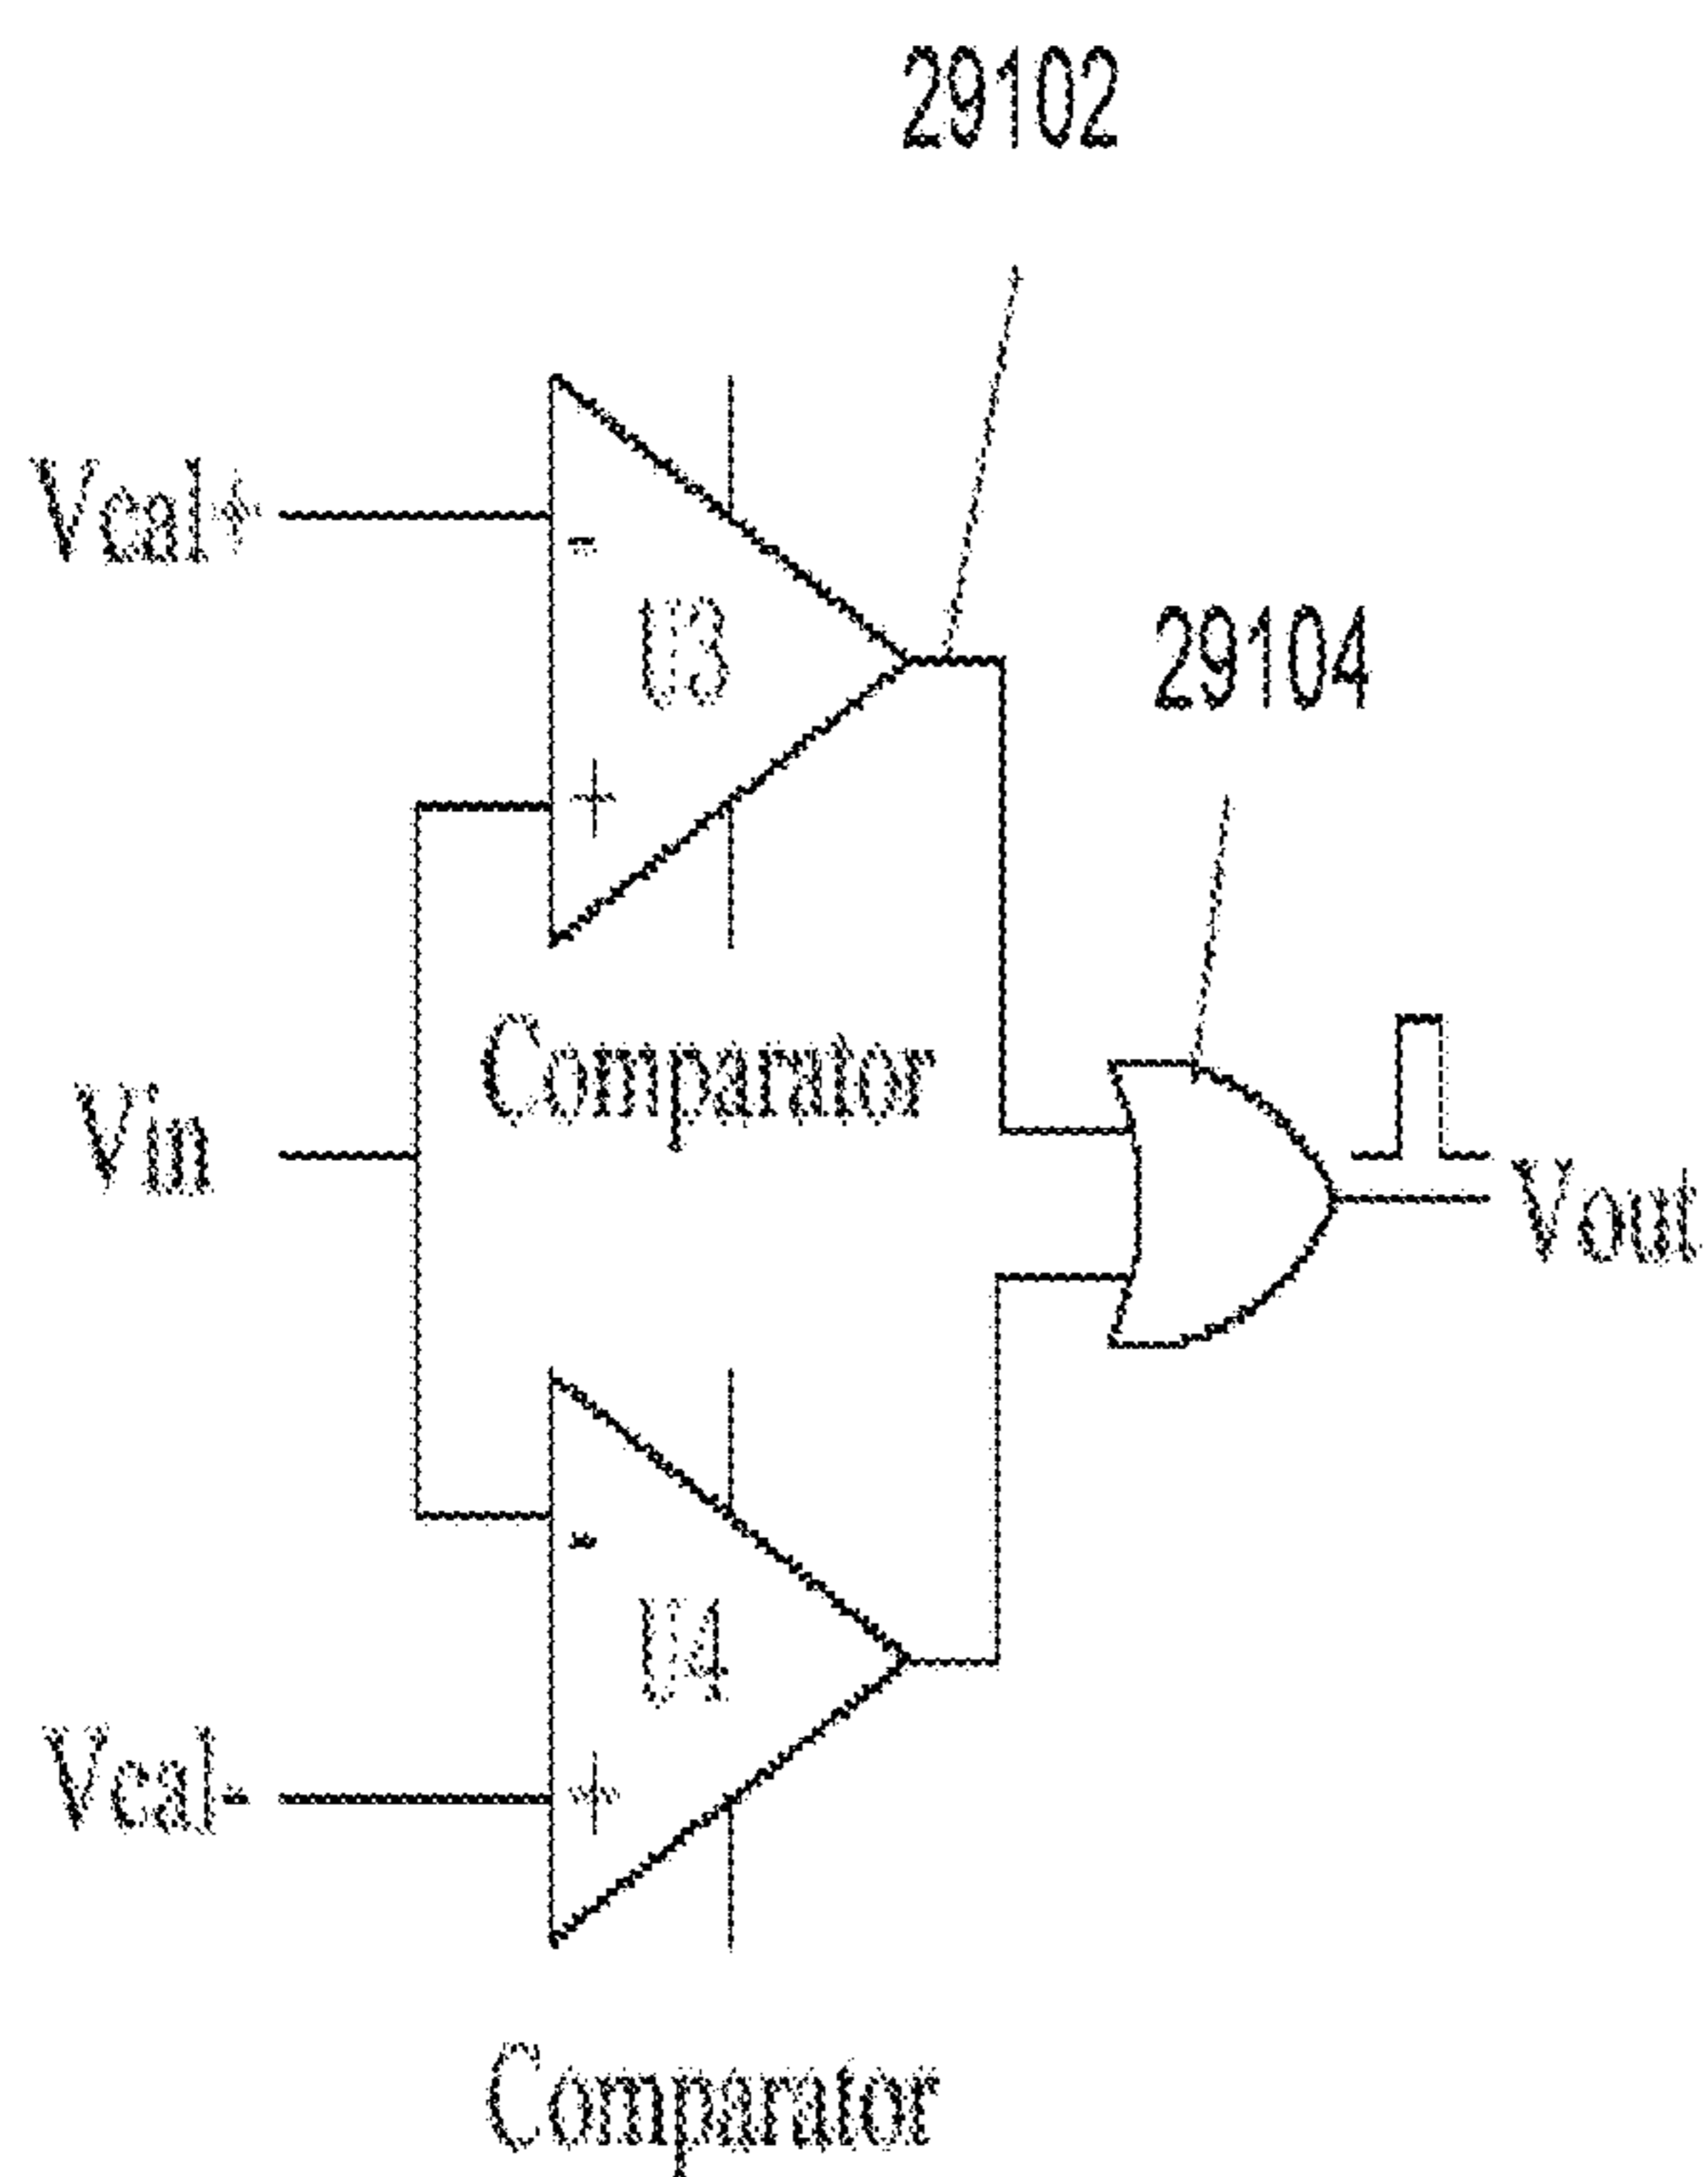 29102
Vcal+
-
U3
29104
+
Comparator
Vin
Vout
-
U4
Vcal-
+
Comparator